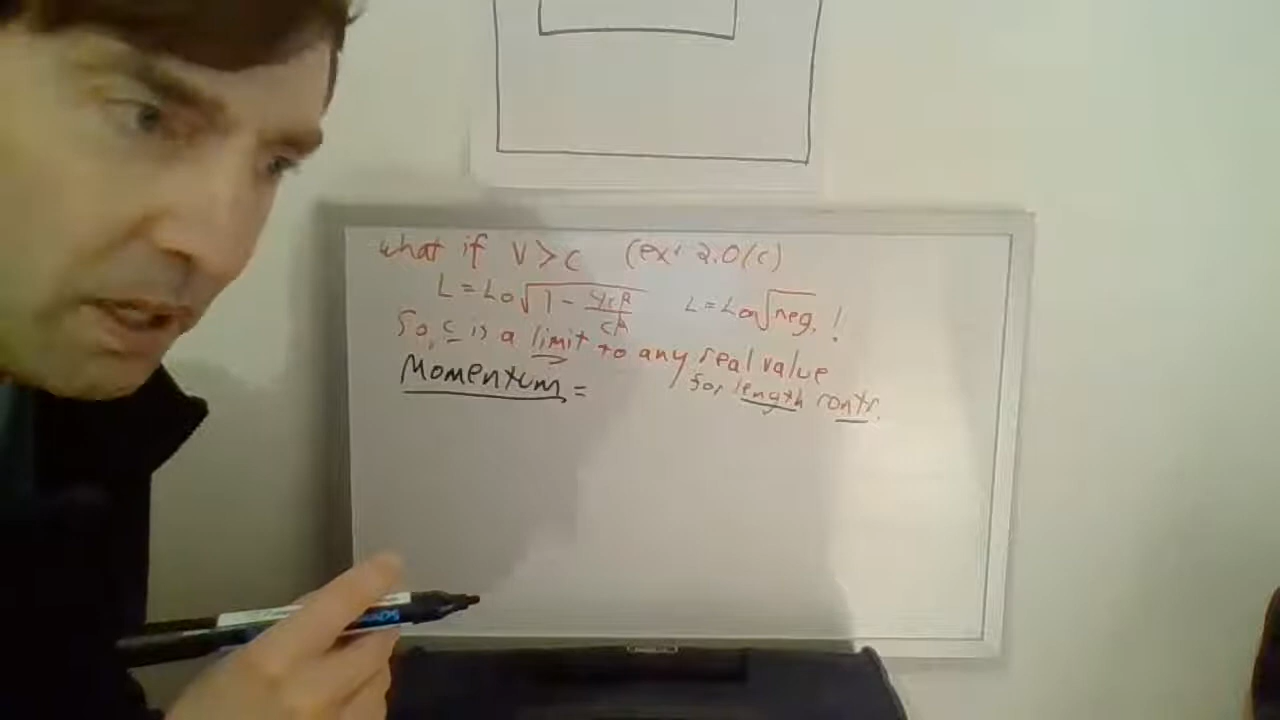 what if V>c (ex: 2.0(c)
L = Lo√1 - 4c²/c² L = Lo√neg. !
So, c is a limit to any real value
for length contr.
Momentum =